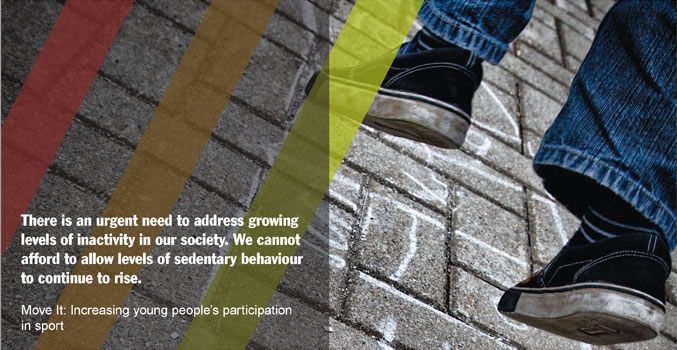 There is an urgent need to address growing
levels of inactivity in our society. We cannot
afford to allow levels of sedentary behaviour
to continue to rise.
Move It: Increasing young people's participation
in sport